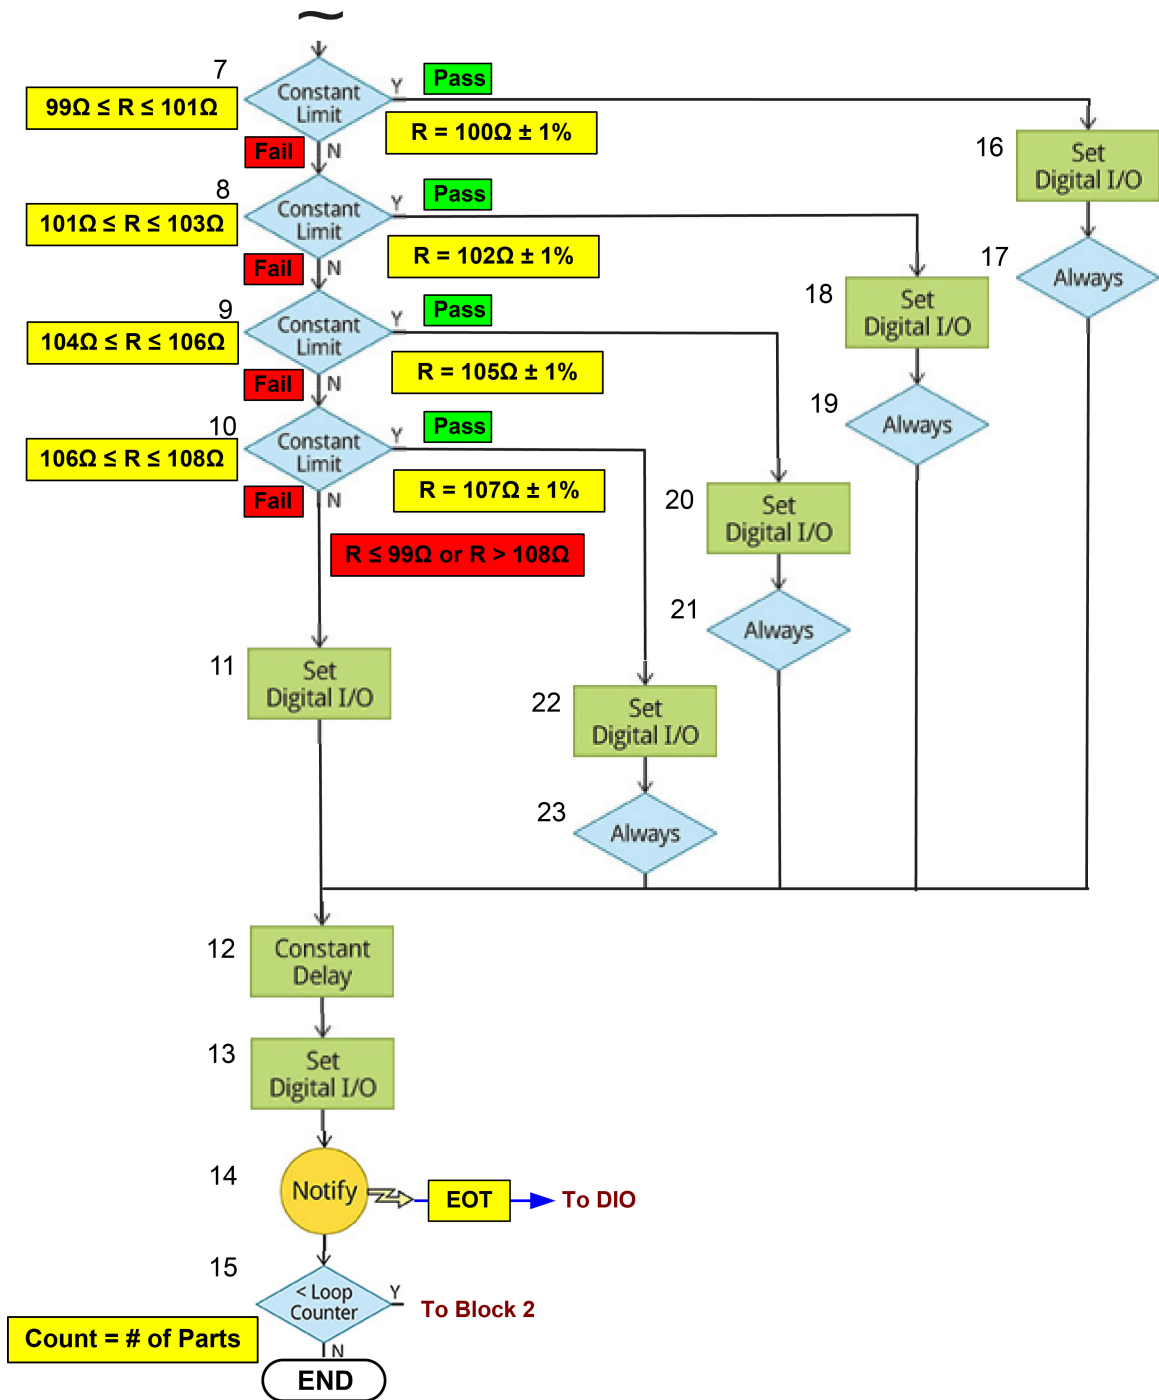 7
99Ω ≤ R ≤ 101Ω
Constant
Limit
Y
Pass
R = 100Ω ± 1%
Fail
N
16
Set
Digital I/O
17
Always
8
101Ω ≤ R ≤ 103Ω
Constant
Limit
Y
Pass
R = 102Ω ± 1%
Fail
N
18
Set
Digital I/O
19
Always
9
104Ω ≤ R ≤ 106Ω
Constant
Limit
Y
Pass
R = 105Ω ± 1%
Fail
N
20
Set
Digital I/O
21
Always
10
106Ω ≤ R ≤ 108Ω
Constant
Limit
Y
Pass
R = 107Ω ± 1%
Fail
N
R ≤ 99Ω or R > 108Ω
22
Set
Digital I/O
23
Always
11
Set
Digital I/O
12
Constant
Delay
13
Set
Digital I/O
14
Notify
EOT
To DIO
15
< Loop
Counter
Y
To Block 2
Count = # of Parts
N
END